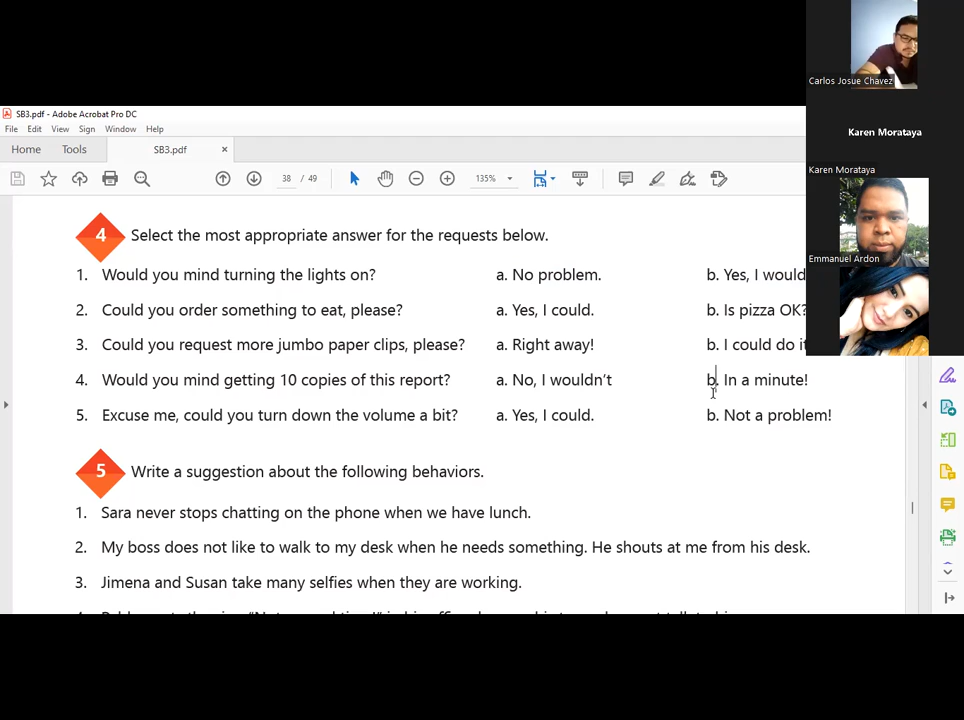 Carlos Josue Chavez
Karen Morataya
Karen Morataya
Emmanuel Ardon
SB3.pdf - Adobe Acrobat Pro DC
File Edit View Sign Window Help
Home Tools SB3.pdf ×
38 / 49 135%
4 Select the most appropriate answer for the requests below.
1. Would you mind turning the lights on? a. No problem. b. Yes, I would
2. Could you order something to eat, please? a. Yes, I could. b. Is pizza OK?
3. Could you request more jumbo paper clips, please? a. Right away! b. I could do it
4. Would you mind getting 10 copies of this report? a. No, I wouldn't b. In a minute!
5. Excuse me, could you turn down the volume a bit? a. Yes, I could. b. Not a problem!
5 Write a suggestion about the following behaviors.
1. Sara never stops chatting on the phone when we have lunch.
2. My boss does not like to walk to my desk when he needs something. He shouts at me from his desk.
3. Jimena and Susan take many selfies when they are working.